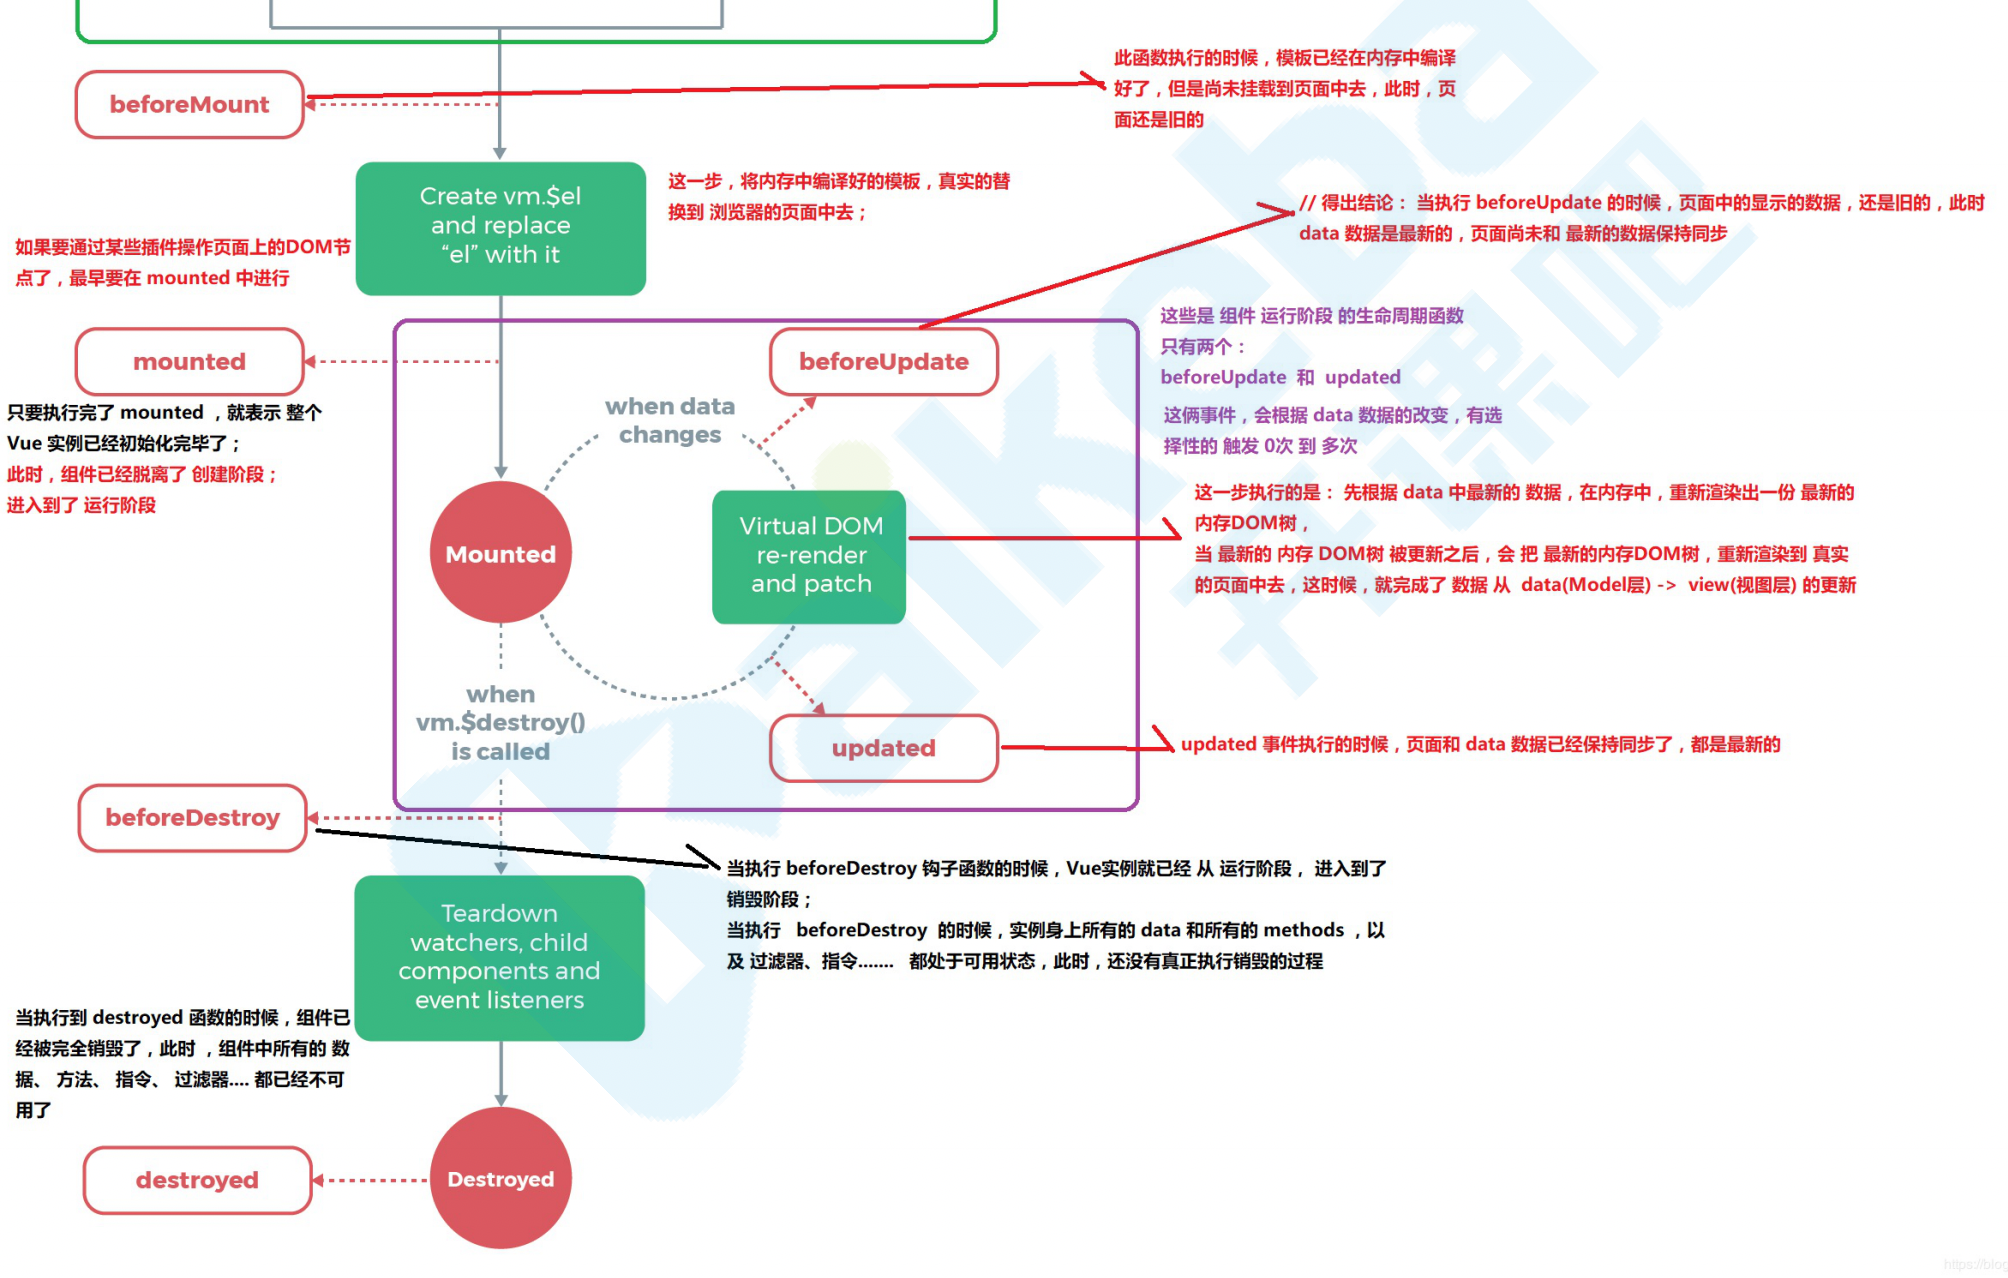 此函数执行的时候，模板已经在内存中编译
好了，但是尚未挂载到页面中去，此时，页
面还是旧的
beforeMount
Create vm.$el
and replace
“el” with it
这一步，将内存中编译好的模板，真实的替
换到 浏览器的页面中去；
// 得出结论： 当执行 beforeUpdate 的时候，页面中的显示的数据，还是旧的，此时
data 数据是最新的，页面尚未和 最新的数据保持同步
如果要通过某些插件操作页面上的DOM节
点了，最早要在 mounted 中进行
mounted
beforeUpdate
这些是 组件 运行阶段 的生命周期函数
只有两个：
beforeUpdate 和 updated
这俩事件，会根据 data 数据的改变，有选
择性的 触发 0次 到 多次
只要执行完了 mounted ，就表示 整个
Vue 实例已经初始化完毕了；
此时，组件已经脱离了 创建阶段；
进入到了 运行阶段
when data
changes
Mounted
Virtual DOM
re-render
and patch
这一步执行的是： 先根据 data 中最新的 数据，在内存中，重新渲染出一份 最新的
内存DOM树，
当 最新的 内存 DOM树 被更新之后，会 把 最新的内存DOM树，重新渲染到 真实
的页面中去，这时候，就完成了 数据 从 data(Model层) -> view(视图层) 的更新
when
vm.$destroy()
is called
updated
updated 事件执行的时候，页面和 data 数据已经保持同步了，都是最新的
beforeDestroy
当执行 beforeDestroy 钩子函数的时候，Vue实例就已经 从 运行阶段， 进入到了
销毁阶段；
当执行 beforeDestroy 的时候，实例身上所有的 data 和所有的 methods ，以
及 过滤器、指令....... 都处于可用状态，此时，还没有真正执行销毁的过程
Teardown
watchers, child
components and
event listeners
当执行到 destroyed 函数的时候，组件已
经被完全销毁了，此时 ，组件中所有的 数
据、 方法、 指令、 过滤器.... 都已经不可
用了
destroyed
Destroyed
Kaikeba
开课吧
https://blog